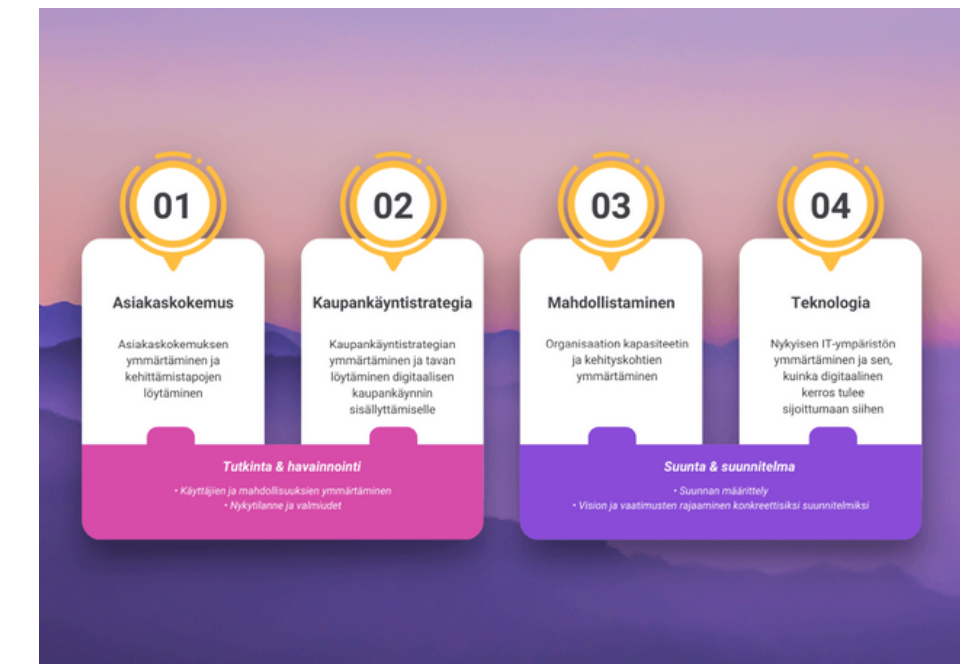 01
Asiakaskokemus
Asiakaskokemuksen
ymmärtäminen ja
kehittämistapojen
löytäminen
02
Kaupankäyntistrategia
Kaupankäyntistrategian
ymmärtäminen ja tavan
löytäminen digitaalisen
kaupankäynnin
sisällyttämiselle
Tutkinta & havainnointi
• Käyttäjien ja mahdollisuuksien ymmärtäminen
• Nykytilanne ja valmiudet
03
Mahdollistaminen
Organisaation kapasiteetin
ja kehityskohtien
ymmärtäminen
04
Teknologia
Nykyisen IT-ympäristön
ymmärtäminen ja sen,
kuinka digitaalinen
kerros tulee
sijoittumaan siihen
Suunta & suunnitelma
• Suunnan määrittely
• Vision ja vaatimusten rajaaminen konkreettisiksi suunnitelmiksi